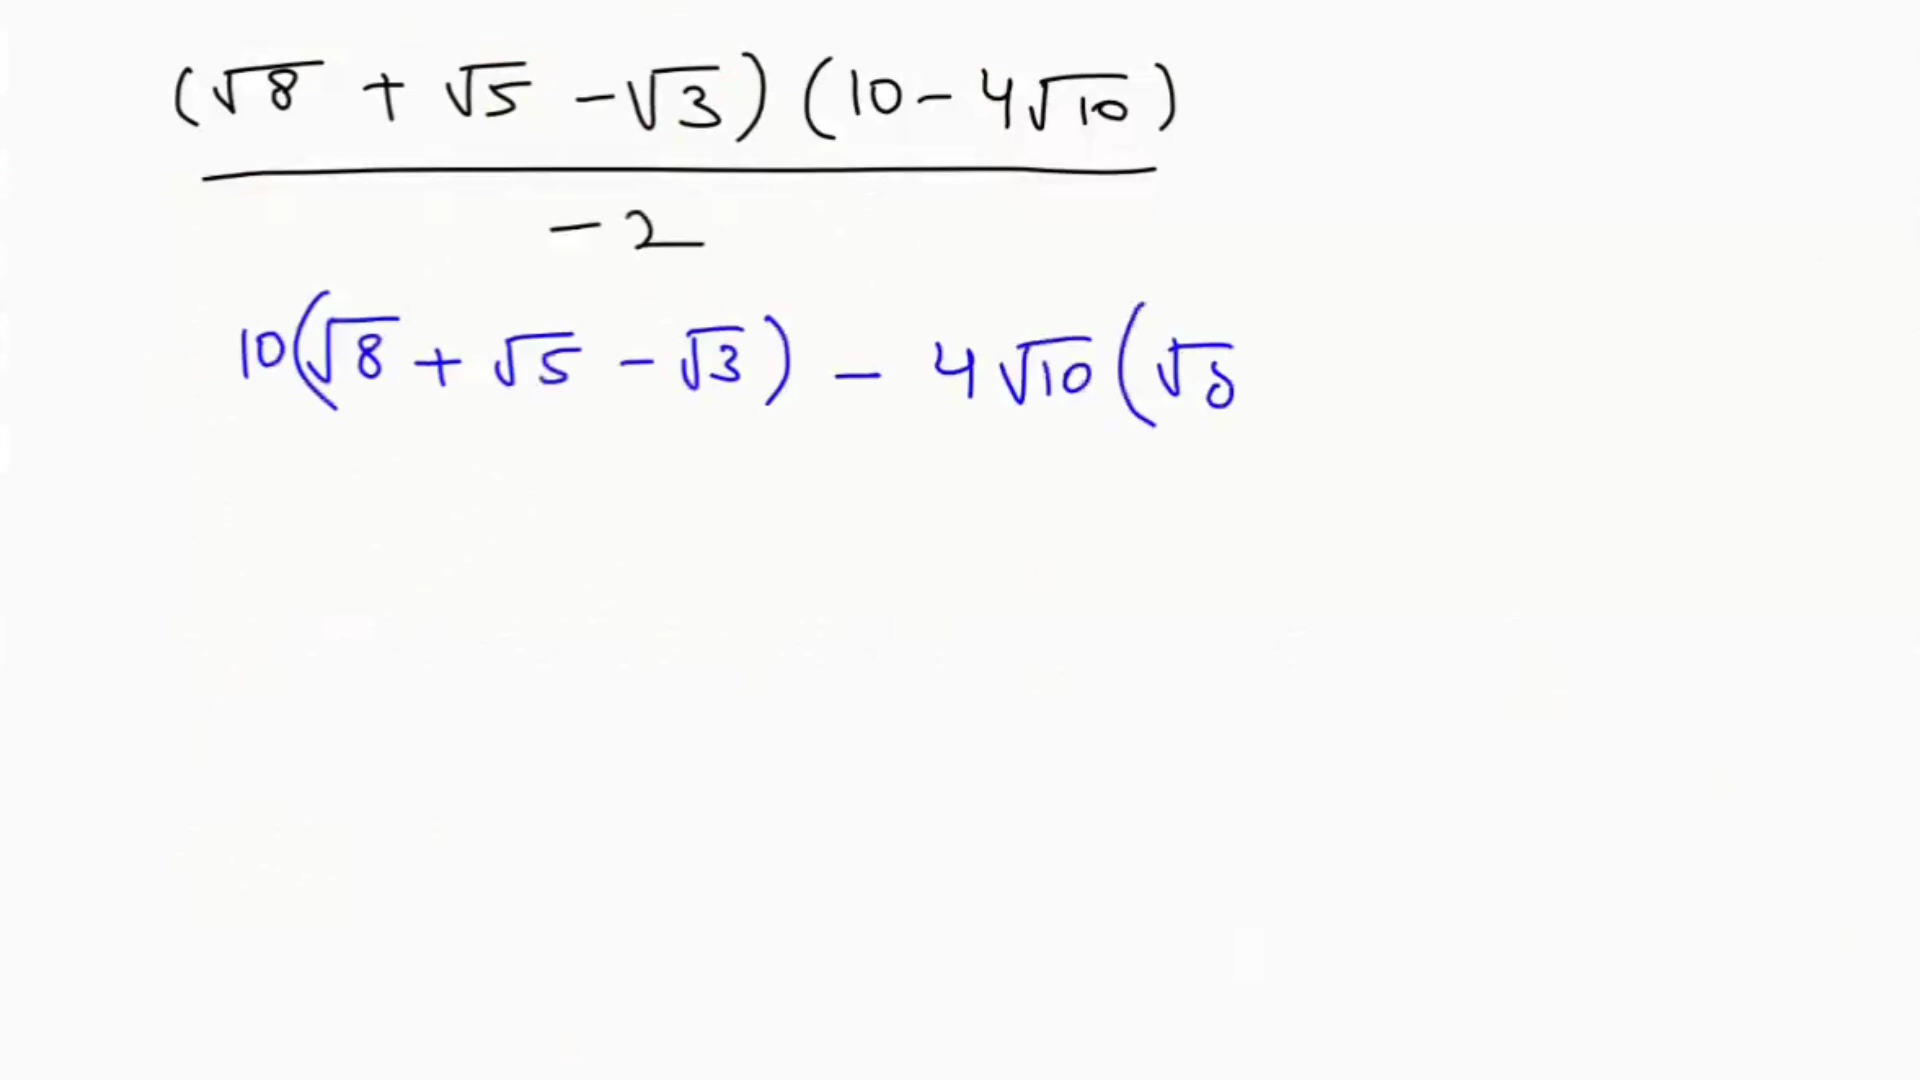 (√8 + √5 - √3) (10 - 4√10)
-2
10(√8 + √5 - √3) - 4√10(√8